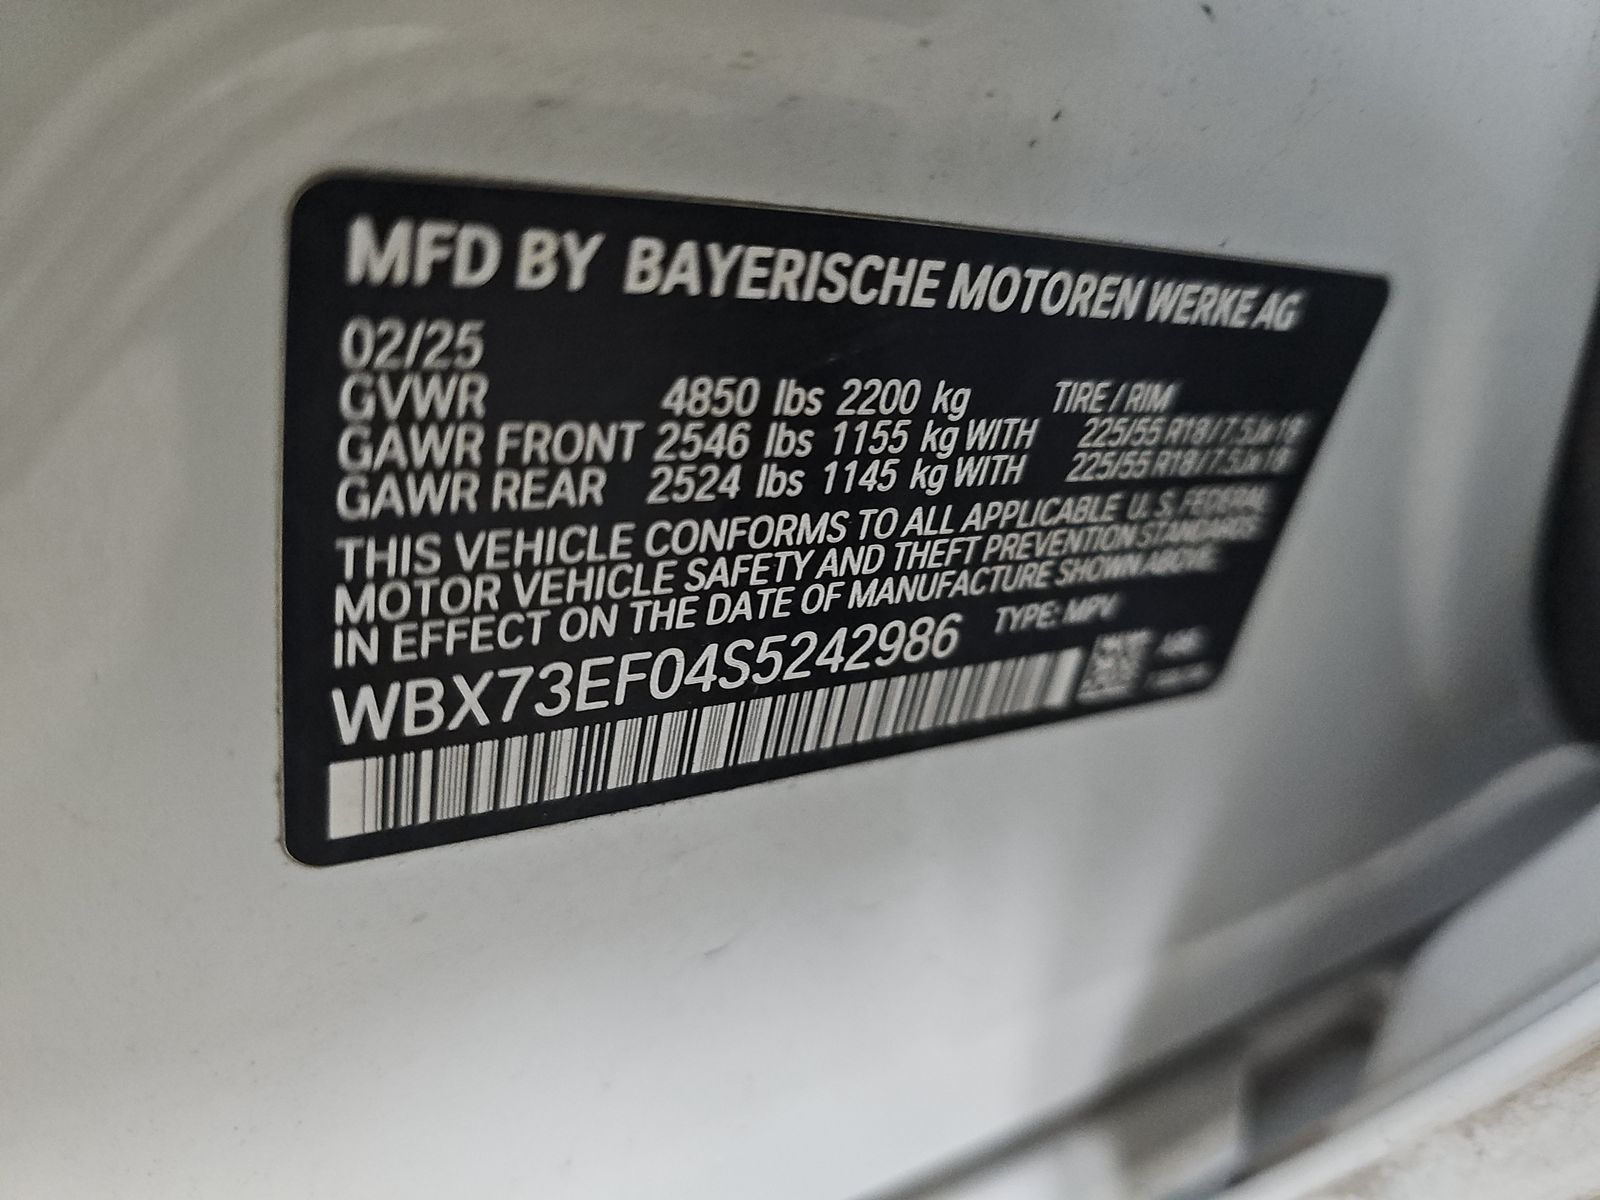 MFD BY BAYERISCHE MOTOREN WERKE AG
02/25
GVWR 4850 lbs 2200 kg TIRE / RIM
GAWR FRONT 2546 lbs 1155 kg WITH 225/55 R18 / 7.5Jx18
GAWR REAR 2524 lbs 1145 kg WITH 225/55 R18 / 7.5Jx18
THIS VEHICLE CONFORMS TO ALL APPLICABLE U.S. FEDERAL
MOTOR VEHICLE SAFETY AND THEFT PREVENTION STANDARDS
IN EFFECT ON THE DATE OF MANUFACTURE SHOWN ABOVE.
WBX73EF04S5242986 TYPE: MPV